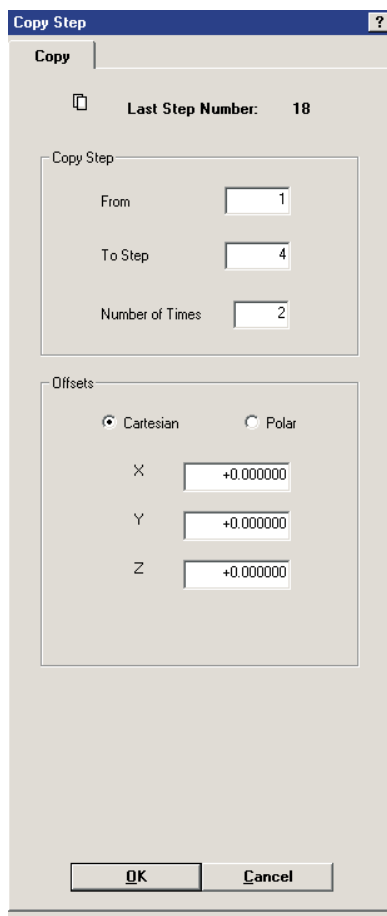 Copy Step ?
Copy
Last Step Number: 18
Copy Step
From 1
To Step 4
Number of Times 2
Offsets
Cartesian Polar
X +0.000000
Y +0.000000
Z +0.000000
OK Cancel